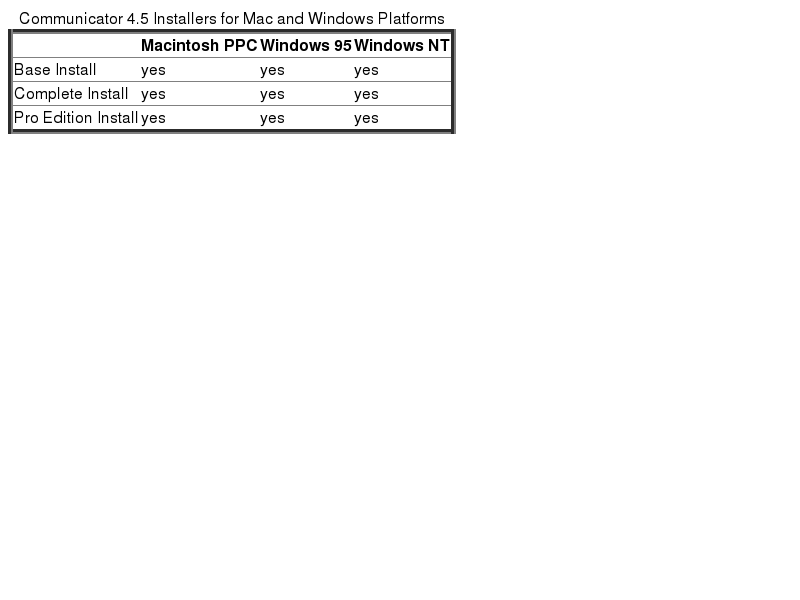 Communicator 4.5 Installers for Mac and Windows Platforms
Macintosh PPC Windows 95 Windows NT
Base Install yes yes yes
Complete Install yes yes yes
Pro Edition Install yes yes yes